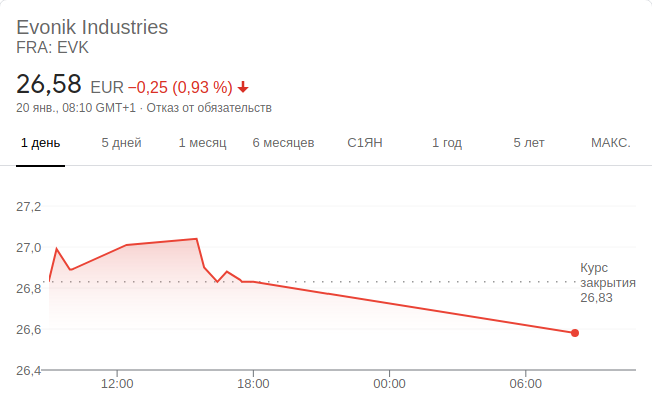 Evonik Industries
FRA: EVK
26,58 EUR −0,25 (0,93 %)
20 янв., 08:10 GMT+1 · Отказ от обязательств
1 день 5 дней 1 месяц 6 месяцев С1ЯН 1 год 5 лет МАКС.
27,2
27,0
26,8
26,6
26,4
Курс
закрытия
26,83
12:00 18:00 00:00 06:00